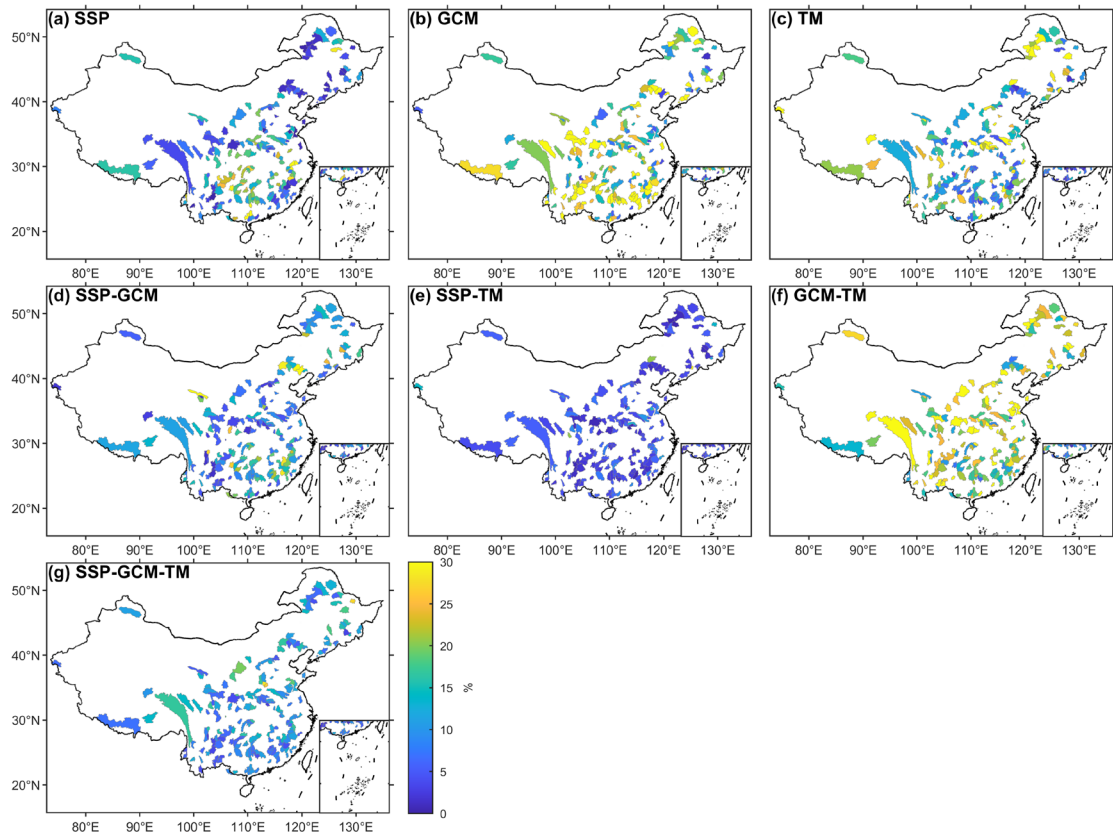 (a) SSP
(b) GCM
(c) TM
50°N
40°N
30°N
20°N
80°E 90°E 100°E 110°E 120°E 130°E
80°E 90°E 100°E 110°E 120°E 130°E
80°E 90°E 100°E 110°E 120°E 130°E
(d) SSP-GCM
(e) SSP-TM
(f) GCM-TM
50°N
40°N
30°N
20°N
80°E 90°E 100°E 110°E 120°E 130°E
80°E 90°E 100°E 110°E 120°E 130°E
80°E 90°E 100°E 110°E 120°E 130°E
(g) SSP-GCM-TM
50°N
40°N
30°N
20°N
80°E 90°E 100°E 110°E 120°E 130°E
30
25
20
15
10
5
0
%